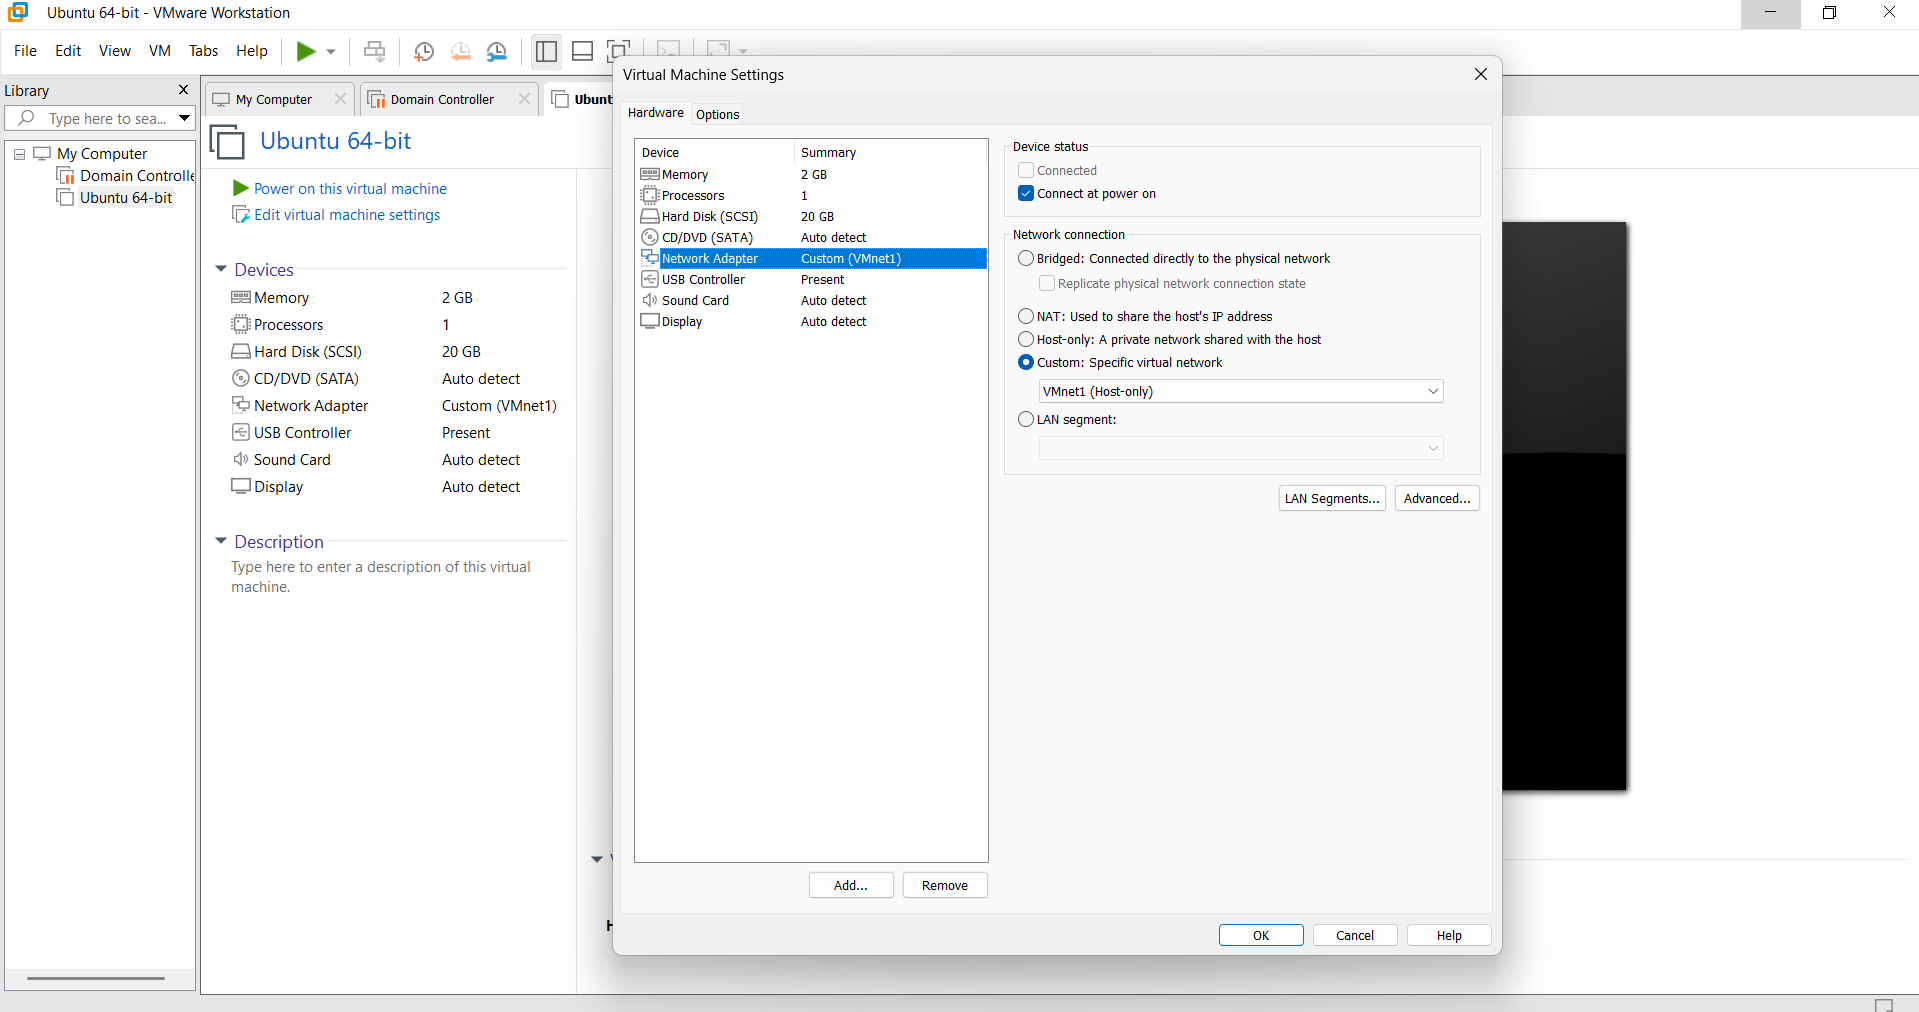 Ubuntu 64-bit - VMware Workstation
File Edit View VM Tabs Help
Library
Type here to sea...
My Computer
Domain Controlle
Ubuntu 64-bit
My Computer Domain Controller Ubunt
Ubuntu 64-bit
Power on this virtual machine
Edit virtual machine settings
Devices
Memory 2 GB
Processors 1
Hard Disk (SCSI) 20 GB
CD/DVD (SATA) Auto detect
Network Adapter Custom (VMnet1)
USB Controller Present
Sound Card Auto detect
Display Auto detect
Description
Type here to enter a description of this virtual
machine.
Virtual Machine Settings
Hardware Options
Device Summary
Memory 2 GB
Processors 1
Hard Disk (SCSI) 20 GB
CD/DVD (SATA) Auto detect
Network Adapter Custom (VMnet1)
USB Controller Present
Sound Card Auto detect
Display Auto detect
Add... Remove
Device status
Connected
Connect at power on
Network connection
Bridged: Connected directly to the physical network
Replicate physical network connection state
NAT: Used to share the host's IP address
Host-only: A private network shared with the host
Custom: Specific virtual network
VMnet1 (Host-only)
LAN segment:
LAN Segments... Advanced...
OK Cancel Help